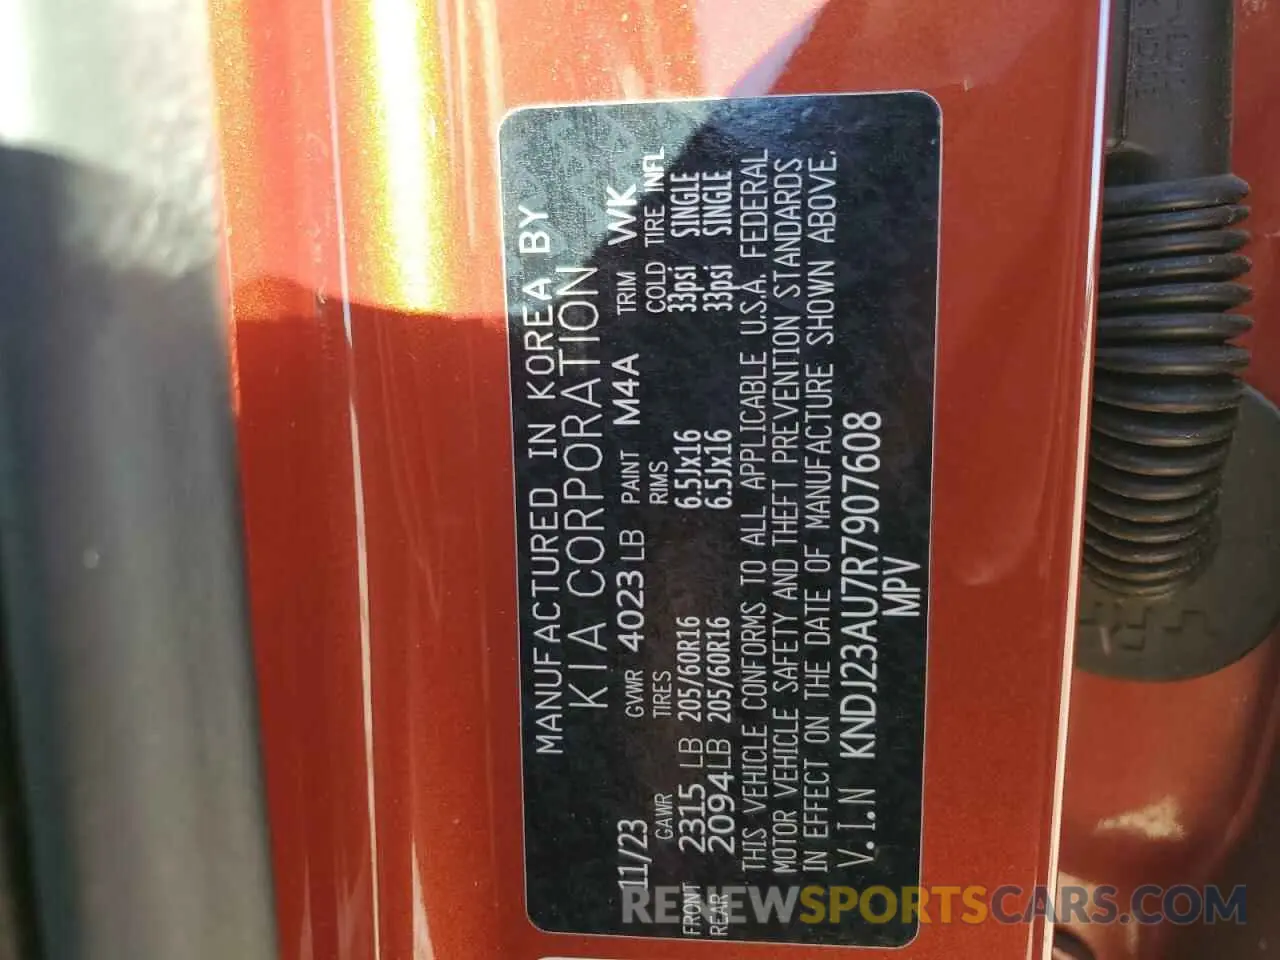 MANUFACTURED IN KOREA BY
KIA CORPORATION
11/23 GVWR 4023 LB PAINT M4A TRIM WK
GAWR TIRES RIMS COLD TIRE INFL
FRONT 2315 LB 205/60R16 6.5Jx16 33psi SINGLE
REAR 2094 LB 205/60R16 6.5Jx16 33psi SINGLE
THIS VEHICLE CONFORMS TO ALL APPLICABLE U.S.A. FEDERAL
MOTOR VEHICLE SAFETY AND THEFT PREVENTION STANDARDS
IN EFFECT ON THE DATE OF MANUFACTURE SHOWN ABOVE.
V.I.N KNDJ23AU7R7907608
MPV
RENEWSPORTSCARS.COM